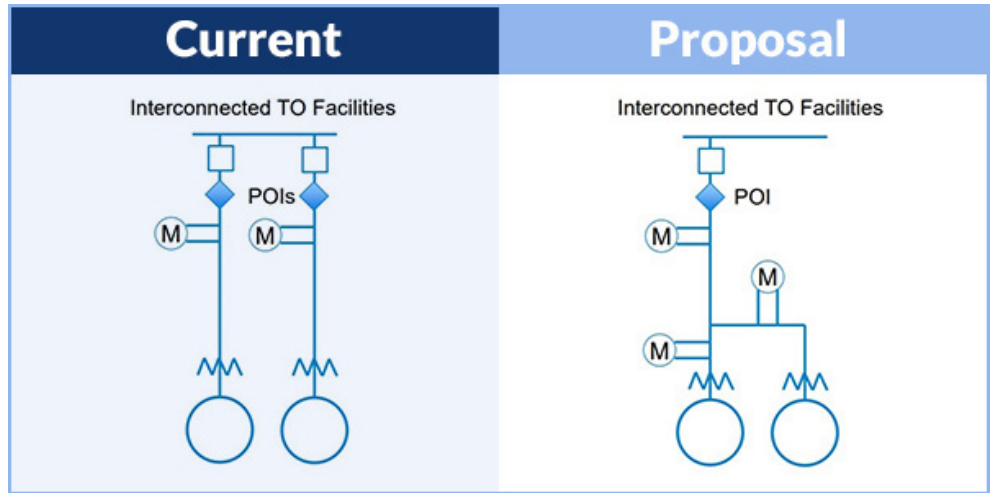 Current
Proposal
Interconnected TO Facilities
POIs
M
M
Interconnected TO Facilities
POI
M
M
M